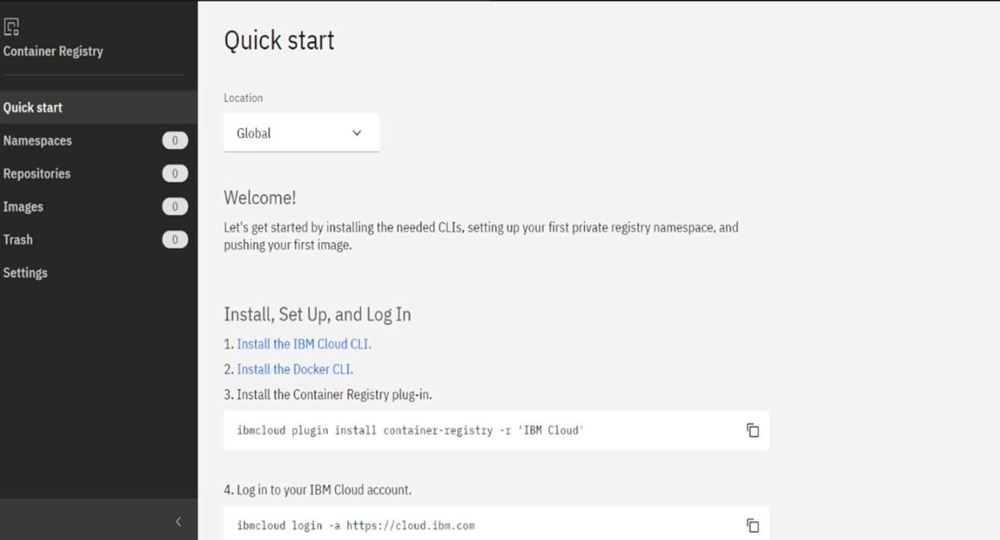 Container Registry
Quick start
Namespaces 0
Repositories 0
Images 0
Trash 0
Settings
Quick start
Location
Global
Welcome!
Let's get started by installing the needed CLIs, setting up your first private registry namespace, and
pushing your first image.
Install, Set Up, and Log In
1. Install the IBM Cloud CLI.
2. Install the Docker CLI.
3. Install the Container Registry plug-in.
ibmcloud plugin install container-registry -r 'IBM Cloud'
4. Log in to your IBM Cloud account.
ibmcloud login -a https://cloud.ibm.com